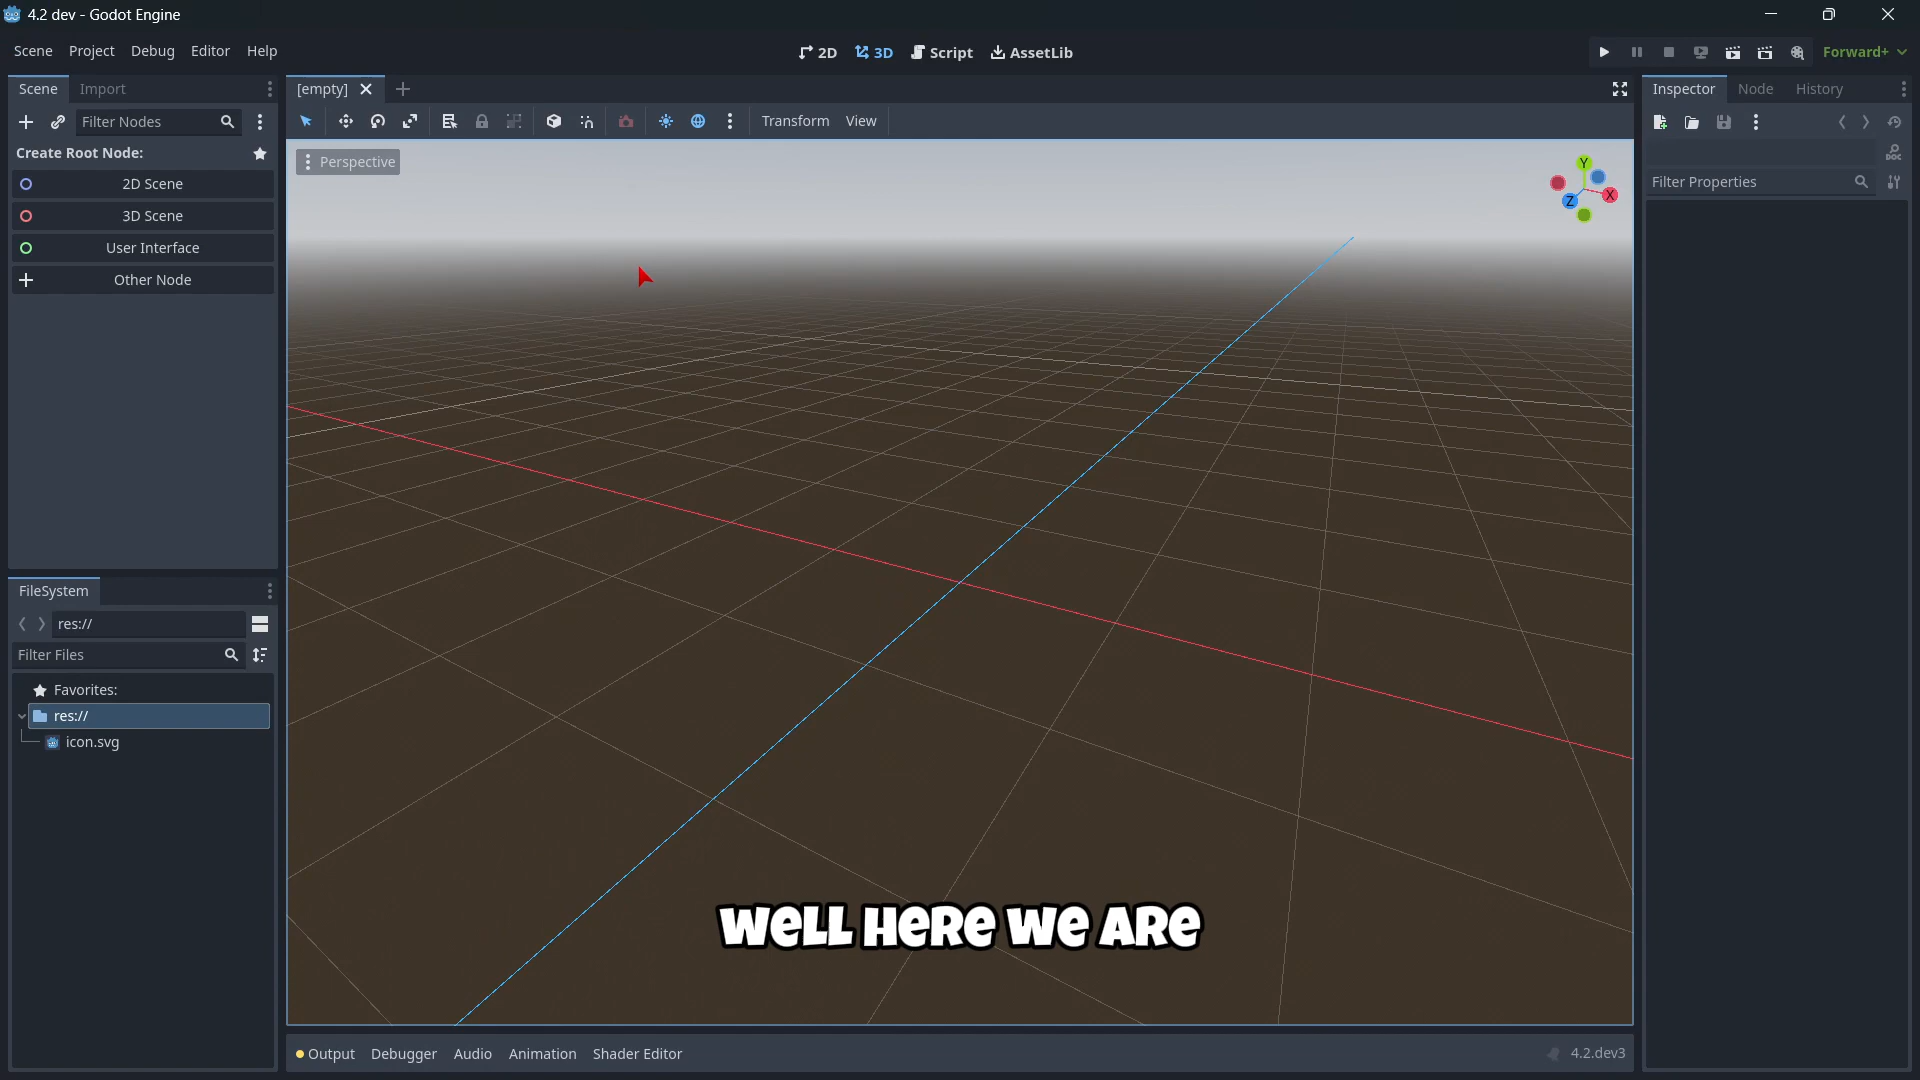 4.2 dev - Godot Engine
Scene Project Debug Editor Help
2D 3D Script AssetLib
Forward+
Scene Import
Filter Nodes
Create Root Node:
2D Scene
3D Scene
User Interface
Other Node
FileSystem
res://
Filter Files
Favorites:
res://
icon.svg
[empty]
Transform View
Perspective
Y
X
Z
WELL HERE WE ARE
Output Debugger Audio Animation Shader Editor
4.2.dev3
Inspector Node History
DOC
Filter Properties